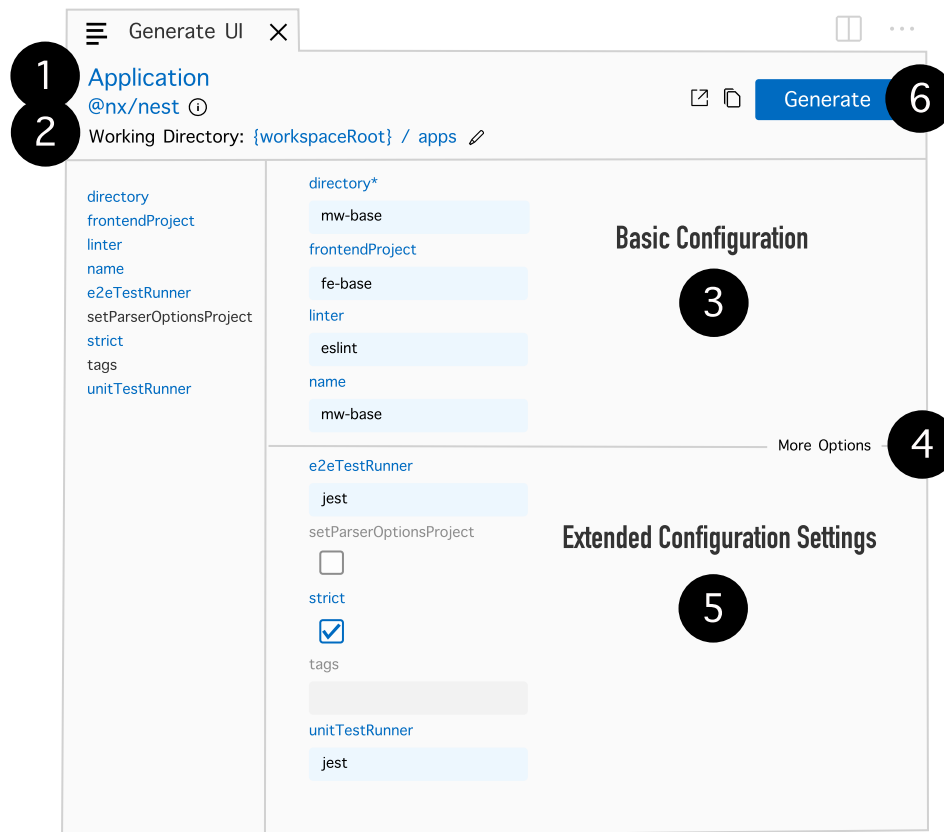 Generate UI
1
Application
@nx/nest
Generate
6
2
Working Directory: {workspaceRoot} / apps
directory
frontendProject
linter
name
e2eTestRunner
setParserOptionsProject
strict
tags
unitTestRunner
directory*
mw-base
frontendProject
fe-base
linter
eslint
name
mw-base
Basic Configuration
3
More Options
4
e2eTestRunner
jest
setParserOptionsProject
strict
tags
unitTestRunner
jest
Extended Configuration Settings
5